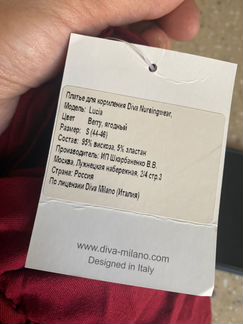 Платье для кормления Diva Nursingwear,
Модель: Lucia
Цвет Berry, ягодный
Размер: S (44-46)
Состав: 95% вискоза, 5% эластан
Производитель: ИП Шкарбаненко В.В.
Москва, Лужнецкая набережная, 2/4 стр.3
Страна: Россия
По лицензии Diva Milano (Италия)
www.diva-milano.com
Designed in Italy